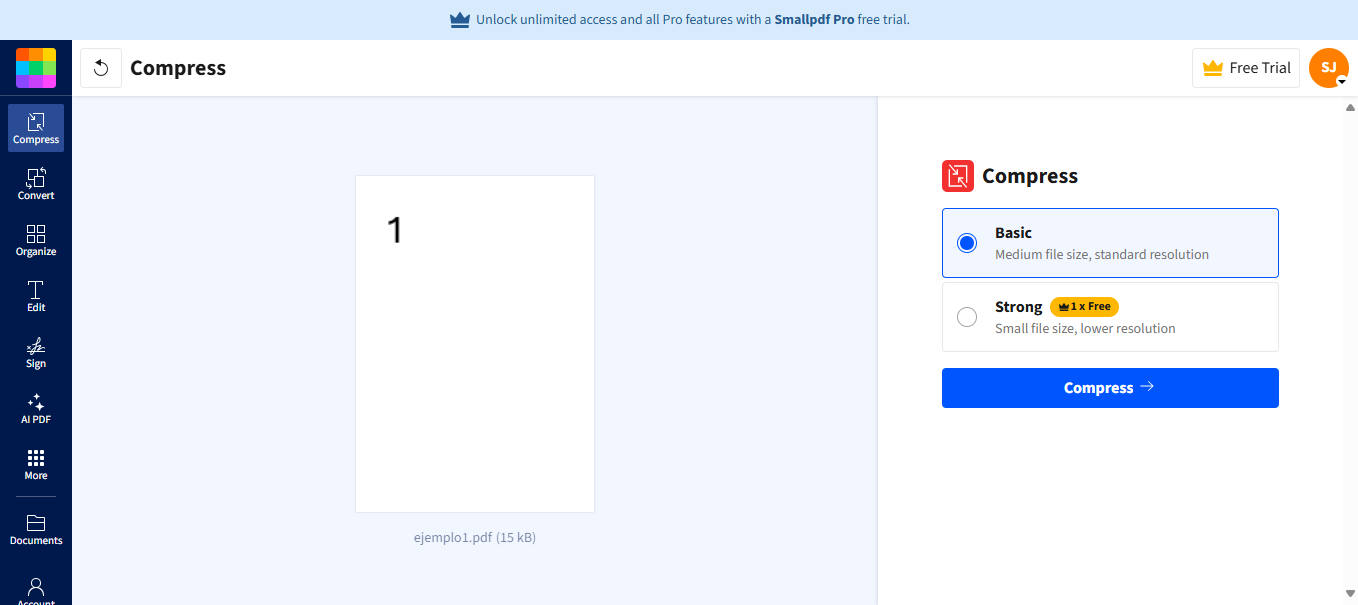 Unlock unlimited access and all Pro features with a Smallpdf Pro free trial.
Compress
Free Trial
SJ
Compress
Convert
Organize
Edit
Sign
AI PDF
More
Documents
Account
1
ejemplo1.pdf (15 kB)
Compress
Basic
Medium file size, standard resolution
Strong 1 x Free
Small file size, lower resolution
Compress